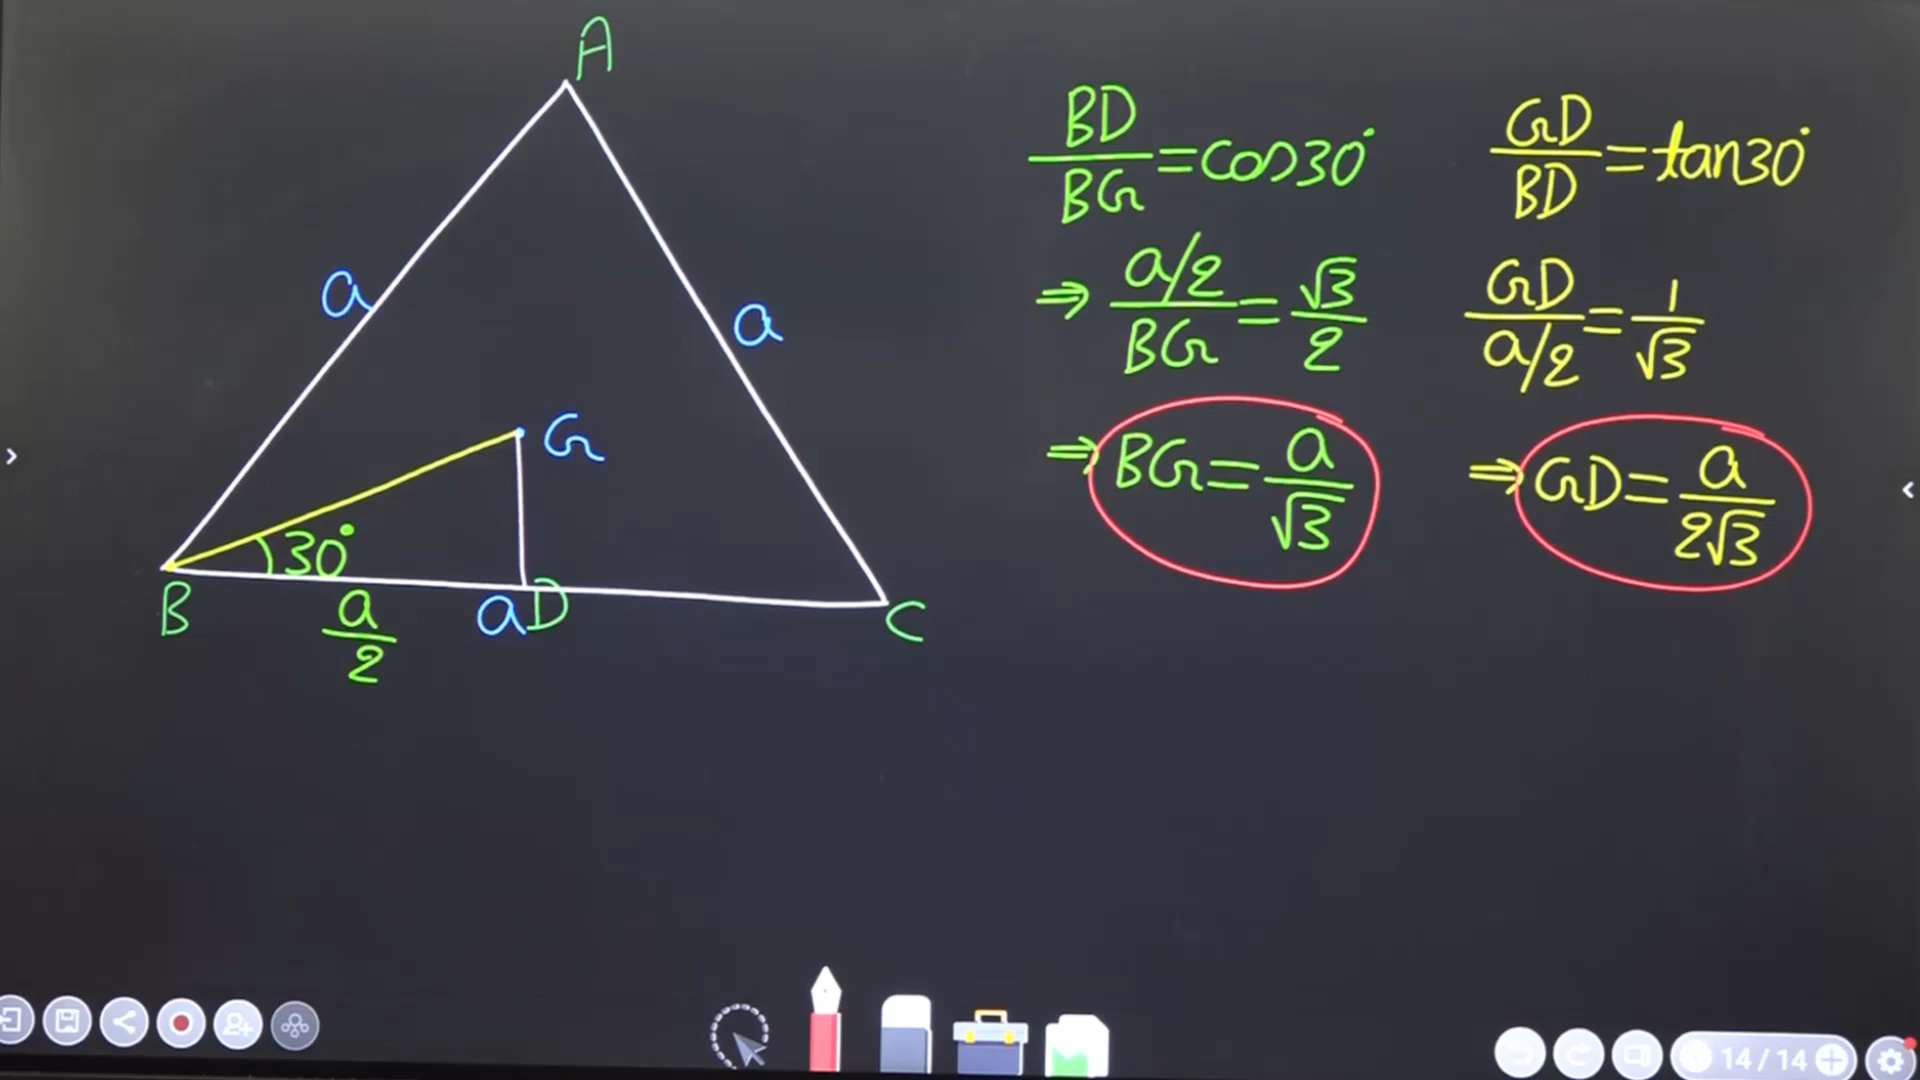 A
a
a
G
30°
B
a/2
a
D
C
BD/BG = cos30°
⇒ a/2/BG = √3/2
⇒ BG = a/√3
GD/BD = tan30°
GD/a/2 = 1/√3
⇒ GD = a/2√3
14/14